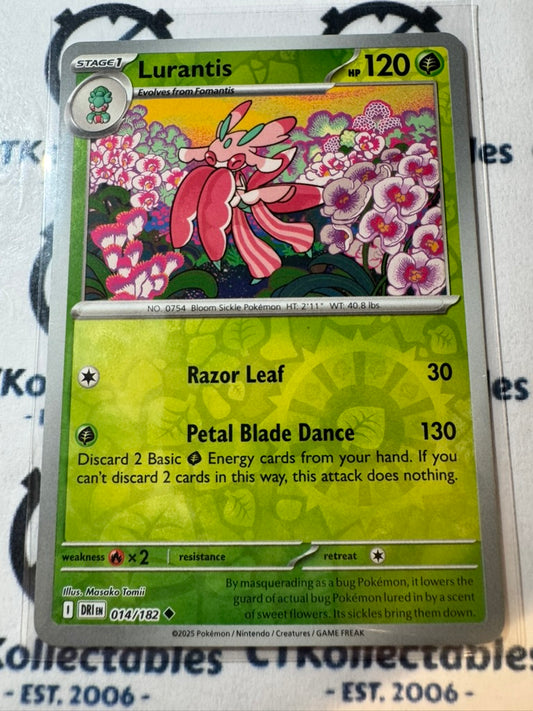 CTKollectables
STAGE 1
Lurantis
HP 120
Evolves from Fomantis
NO. 0754 Bloom Sickle Pokémon HT: 2'11" WT: 40.8 lbs
Razor Leaf 30
Petal Blade Dance 130
Discard 2 Basic Energy cards from your hand. If you
can't discard 2 cards in this way, this attack does nothing.
weakness ×2 resistance retreat
Illus. Masako Tomii
I DRI EN 014/182
By masquerading as a bug Pokémon, it lowers the
guard of actual bug Pokémon lured in by a scent
of sweet flowers. Its sickles bring them down.
©2025 Pokémon / Nintendo / Creatures / GAME FREAK
Kollectables CTKollectables
- EST. 2006 - - EST. 2006 -